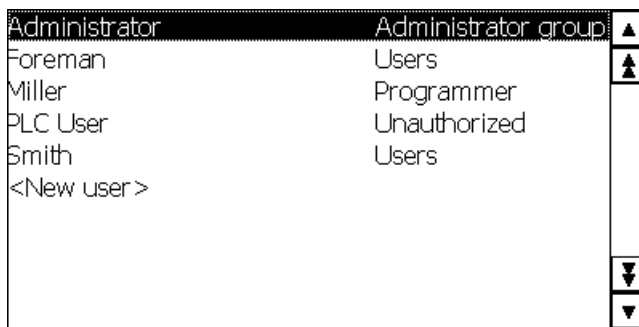 Administrator Administrator group
Foreman Users
Miller Programmer
PLC User Unauthorized
Smith Users
<New user>